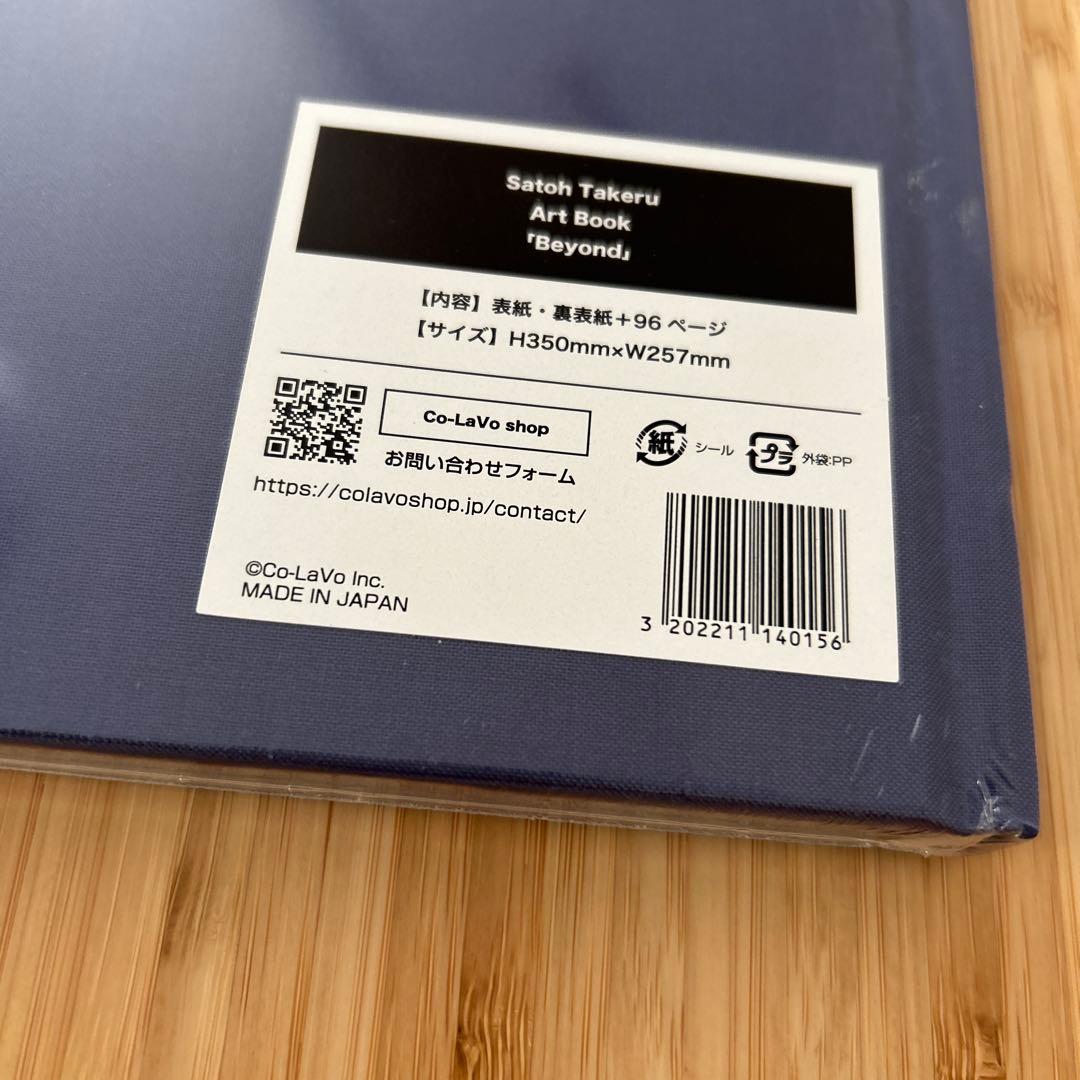 Satoh Takeru
Art Book
「Beyond」
【内容】表紙・裏表紙＋96ページ
【サイズ】H350mm×W257mm
Co-LaVo shop
お問い合わせフォーム
https://colavoshop.jp/contact/
紙 シール
プラ 外袋:PP
©Co-LaVo Inc.
MADE IN JAPAN
3 202211 140156